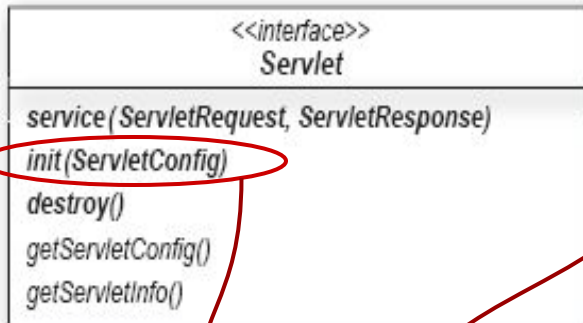 <<interface>>
Servlet
service(ServletRequest, ServletResponse)
init(ServletConfig)
destroy()
getServletConfig()
getServletInfo()